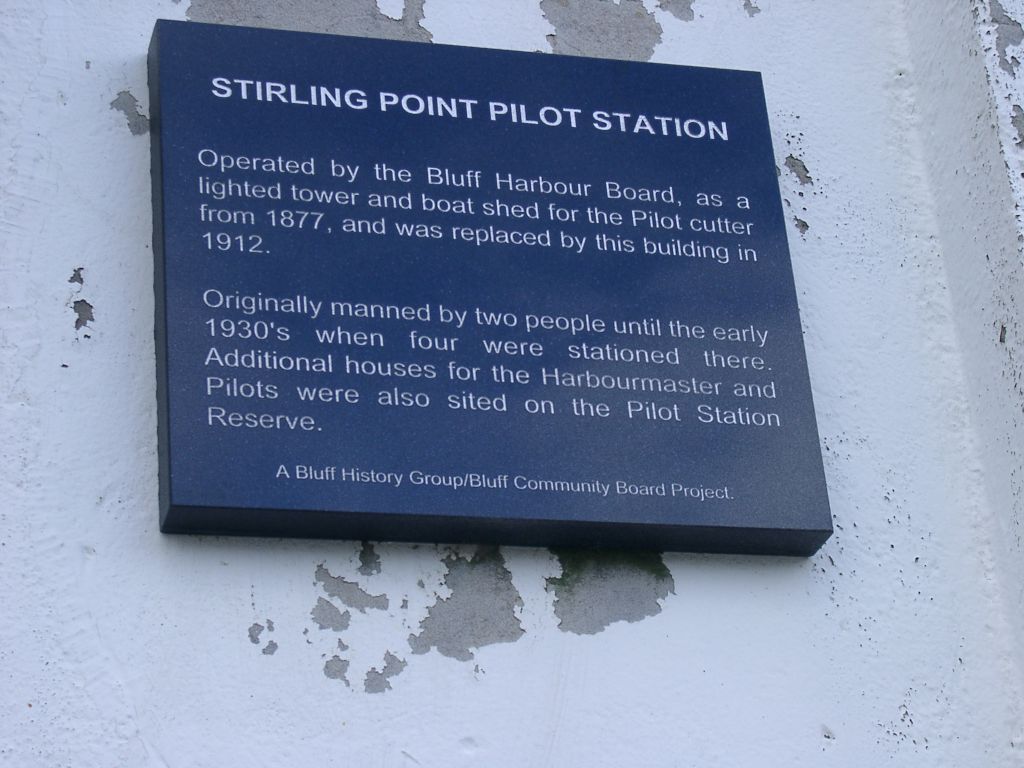 STIRLING POINT PILOT STATION
Operated by the Bluff Harbour Board, as a
lighted tower and boat shed for the Pilot cutter
from 1877, and was replaced by this building in
1912.
Originally manned by two people until the early
1930's when four were stationed there.
Additional houses for the Harbourmaster and
Pilots were also sited on the Pilot Station
Reserve.
A Bluff History Group/Bluff Community Board Project.